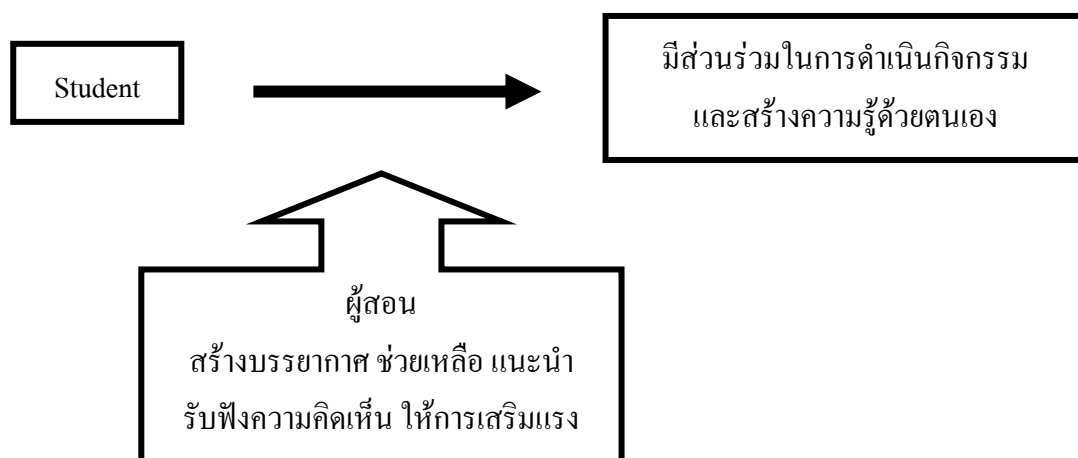 Student
มีส่วนร่วมในการดำเนินกิจกรรม
และสร้างความรู้ด้วยตนเอง
ผู้สอน
สร้างบรรยากาศ ช่วยเหลือ แนะนำ
รับฟังความคิดเห็น ให้การเสริมแรง